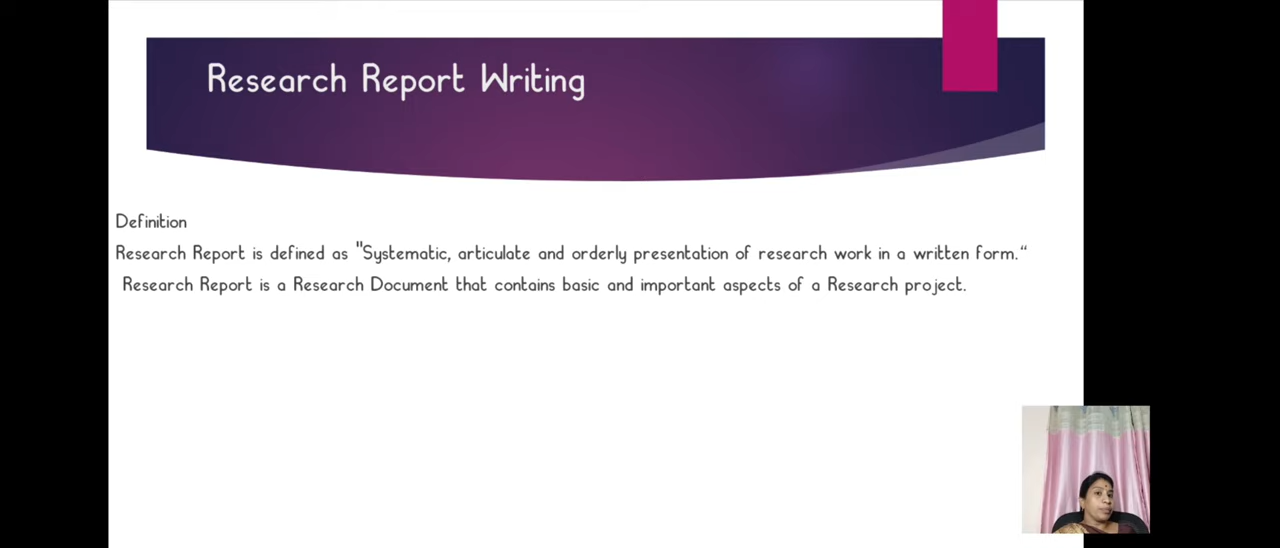 Research Report Writing
Definition
Research Report is defined as "Systematic, articulate and orderly presentation of research work in a written form.“
Research Report is a Research Document that contains basic and important aspects of a Research project.